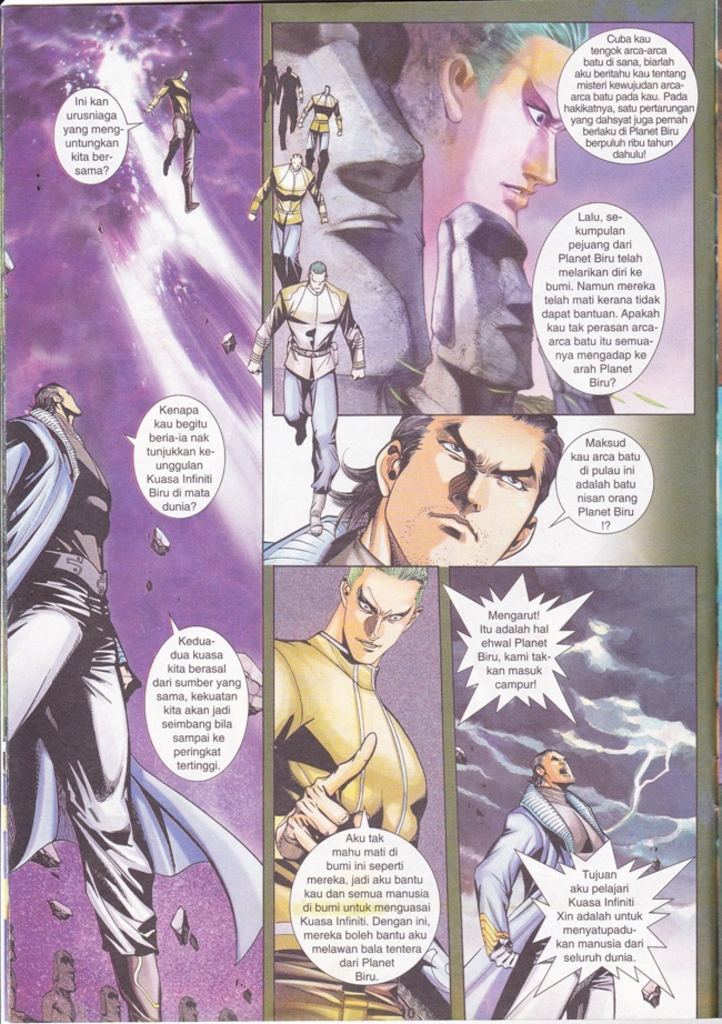 Ini kan
urusniaga
yang meng-
untungkan
kita ber-
sama?
Kenapa
kau begitu
beria-ia nak
tunjukkan ke-
unggulan
Kuasa Infiniti
Biru di mata
dunia?
Kedua-
dua kuasa
kita berasal
dari sumber yang
sama, kekuatan
kita akan jadi
seimbang bila
sampai ke
peringkat
tertinggi.
Cuba kau
tengok arca-arca
batu di sana, biarlah
aku beritahu kau tentang
misteri kewujudan arca-
arca batu pada kau. Pada
hakikatnya, satu pertarungan
yang dahsyat juga pernah
berlaku di Planet Biru
berpuluh ribu tahun
dahulu!
Lalu, se-
kumpulan
pejuang dari
Planet Biru telah
melarikan diri ke
bumi. Namun mereka
telah mati kerana tidak
dapat bantuan. Apakah
kau tak perasan arca-
arca batu itu semua-
nya mengadap ke
arah Planet
Biru?
Maksud
kau arca batu
di pulau ini
adalah batu
nisan orang
Planet Biru
!?
Aku tak
mahu mati di
bumi ini seperti
mereka, jadi aku bantu
kau dan semua manusia
di bumi untuk menguasai
Kuasa Infiniti. Dengan ini,
mereka boleh bantu aku
melawan bala tentera
dari Planet
Biru.
Mengarut!
Itu adalah hal
ehwal Planet
Biru, kami tak-
kan masuk
campur!
Tujuan
aku pelajari
Kuasa Infiniti
Xin adalah untuk
menyatupadu-
kan manusia dari
seluruh dunia.